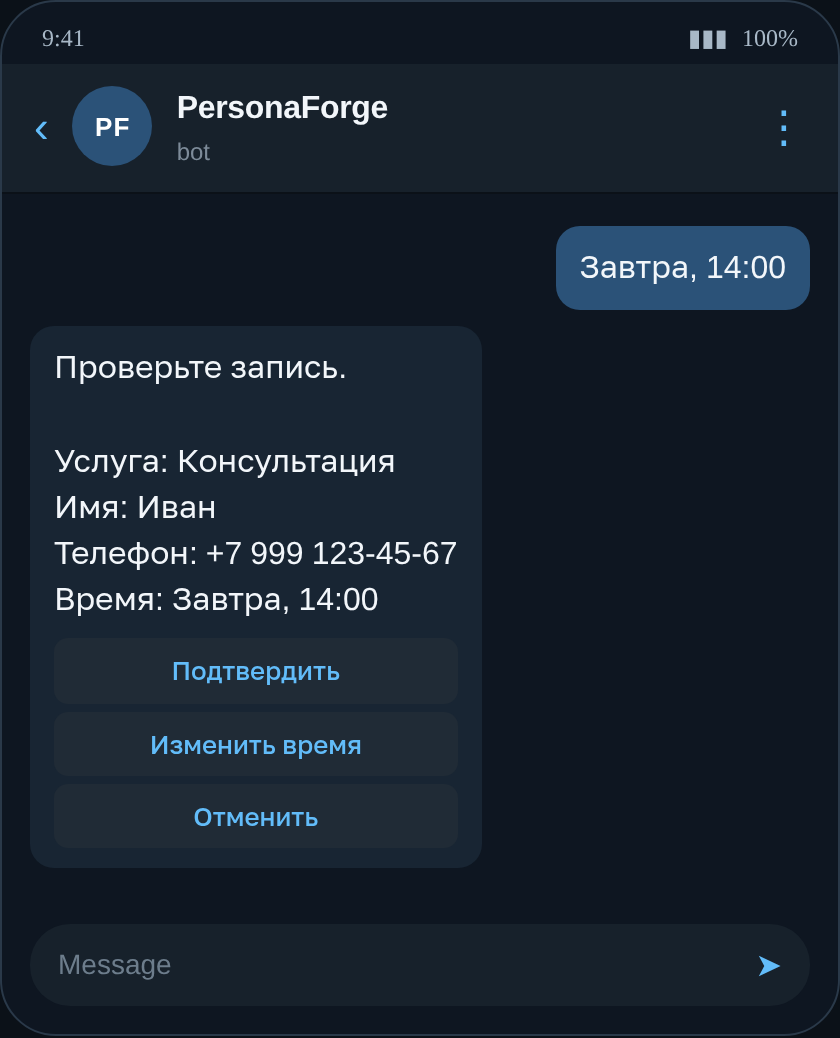 9:41
100%
‹
PF
PersonaForge
bot
⋮
Завтра, 14:00
Проверьте запись.
Услуга: Консультация
Имя: Иван
Телефон: +7 999 123-45-67
Время: Завтра, 14:00
Подтвердить
Изменить время
Отменить
Message
➤